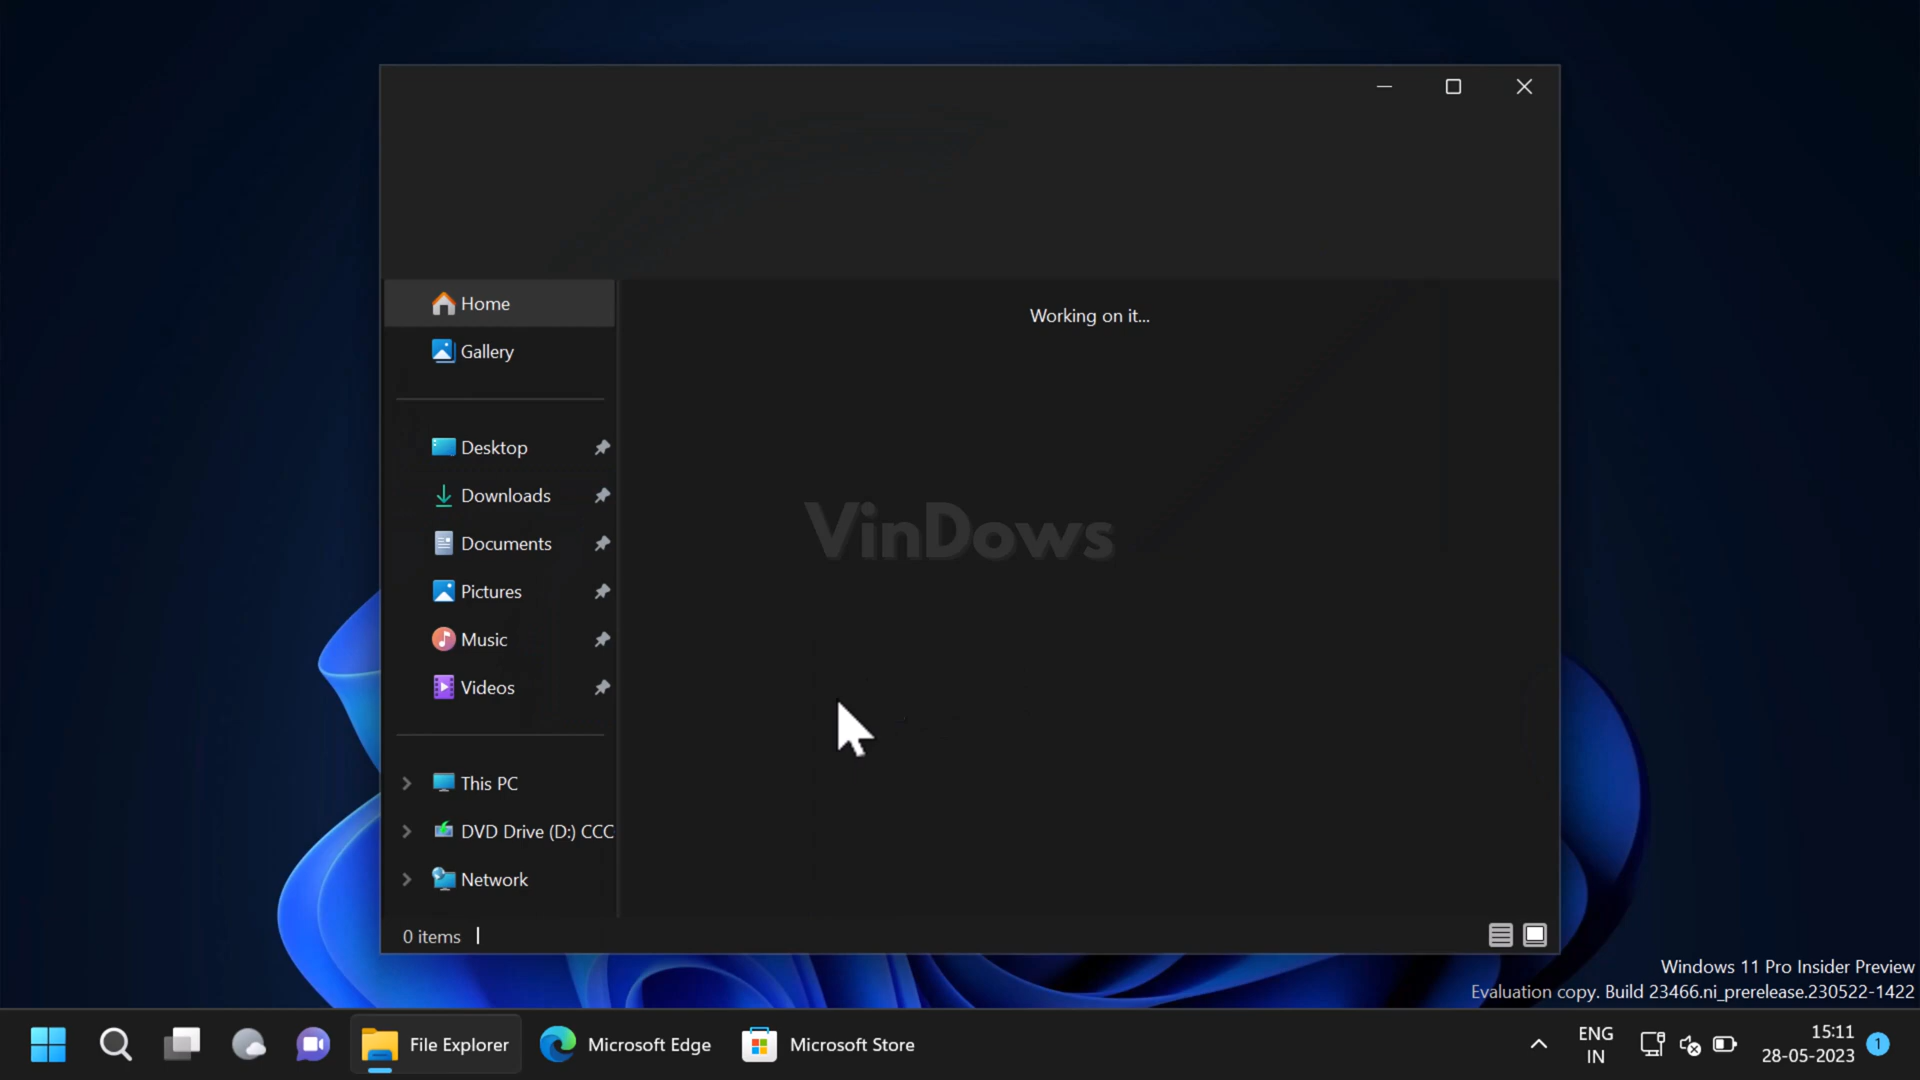 Home
Working on it...
Gallery
Desktop
Downloads
VinDows
Documents
Pictures
Music
Videos
This PC
DVD Drive (D:) CCC
Network
0 items
Windows 11 Pro Insider Preview
Evaluation copy. Build 23466.ni_prerelease.230522-1422
File Explorer
Microsoft Edge
Microsoft Store
ENG
IN
15:11
28-05-2023
1